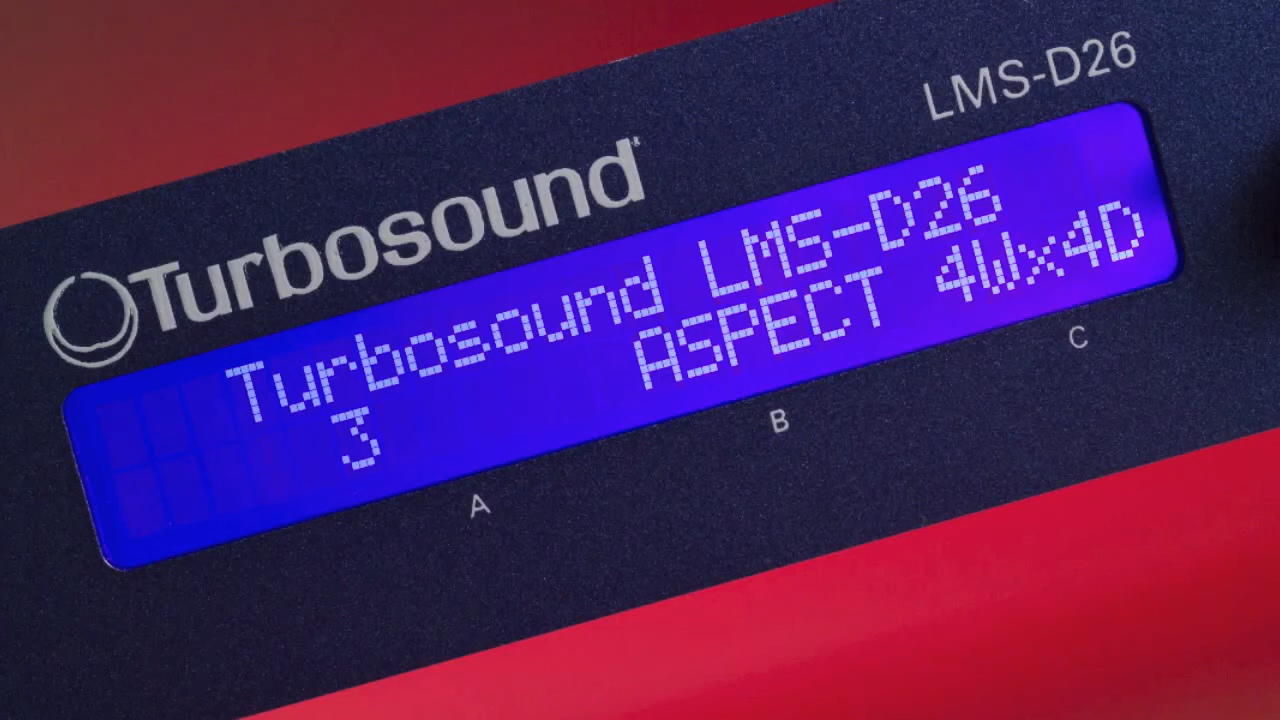 Turbosound
LMS-D26
Turbosound LMS-D26
3 ASPECT 4Wx4D
A B C